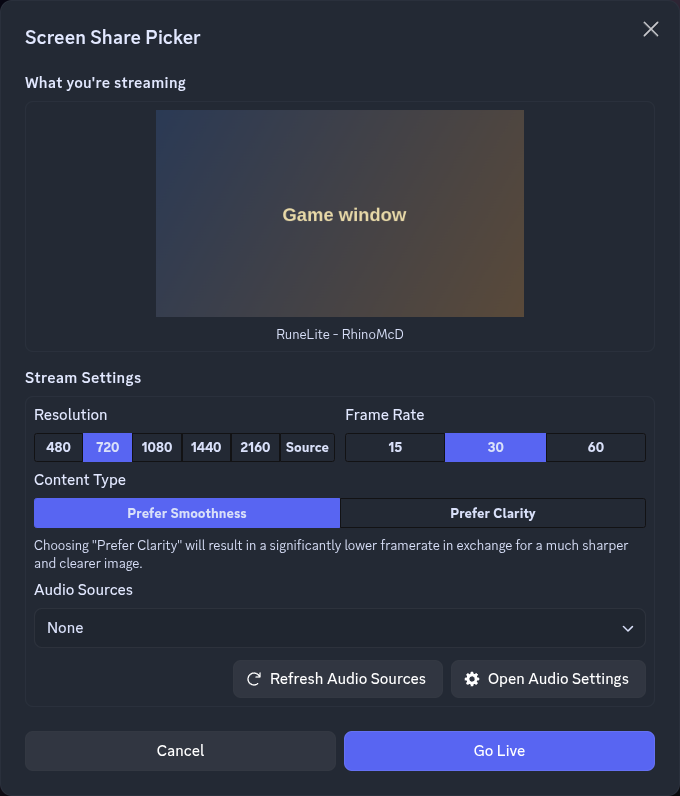 Screen Share Picker
What you're streaming
Game window
RuneLite - RhinoMcD
Stream Settings
Resolution
Frame Rate
480 720 1080 1440 2160 Source
15 30 60
Content Type
Prefer Smoothness Prefer Clarity
Choosing "Prefer Clarity" will result in a significantly lower framerate in exchange for a much sharper
and clearer image.
Audio Sources
None
Refresh Audio Sources Open Audio Settings
Cancel Go Live